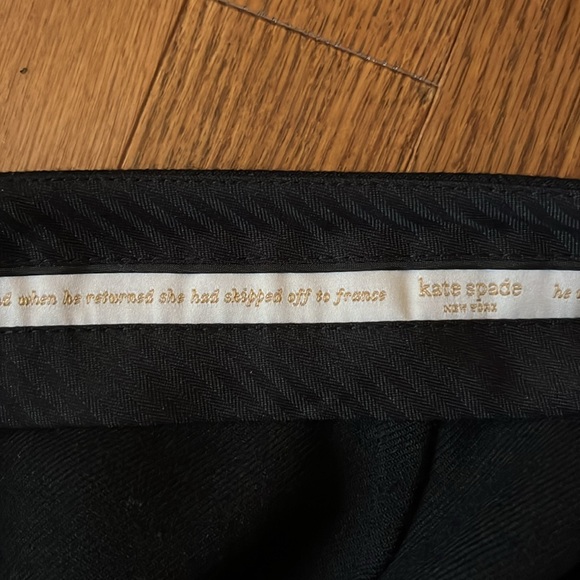 when he returned she had skipped off to france
kate spade
NEW YORK
he